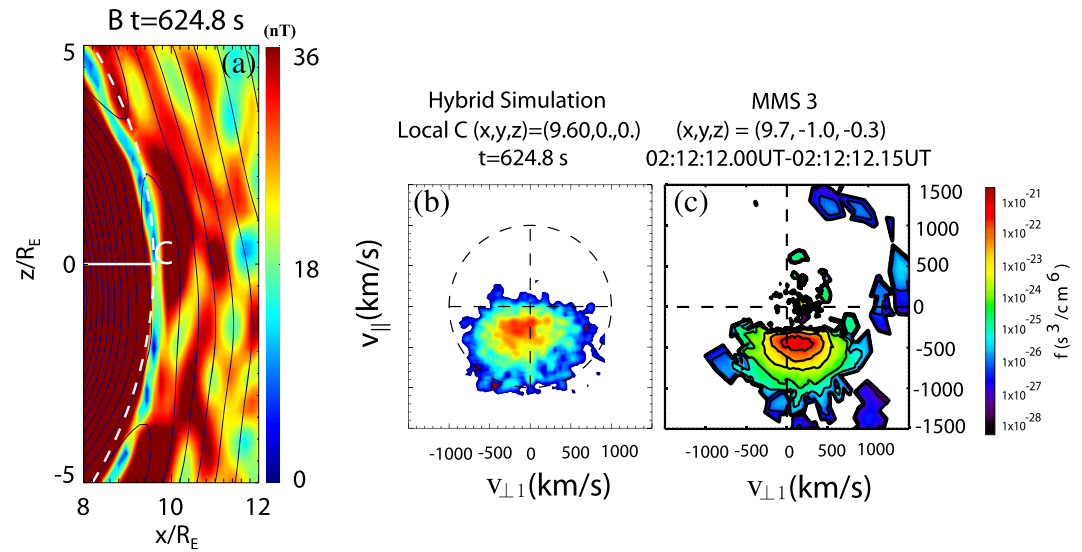 B t=624.8 s
(nT)
(a)
5
0
-5
z/R_E
8 10 12
x/R_E
C
36
18
0
Hybrid Simulation
Local C (x,y,z)=(9.60,0.,0.)
t=624.8 s
(b)
v_||(km/s)
-1000 -500 0 500 1000
v_⊥1(km/s)
MMS 3
(x,y,z) = (9.7, -1.0, -0.3)
02:12:12.00UT-02:12:12.15UT
(c)
1500
1000
500
0
-500
-1000
-1500
-1000 -500 0 500 1000
v_⊥1(km/s)
1x10^-21
1x10^-22
1x10^-23
1x10^-24
1x10^-25
1x10^-26
1x10^-27
1x10^-28
f (s^3/cm^6)